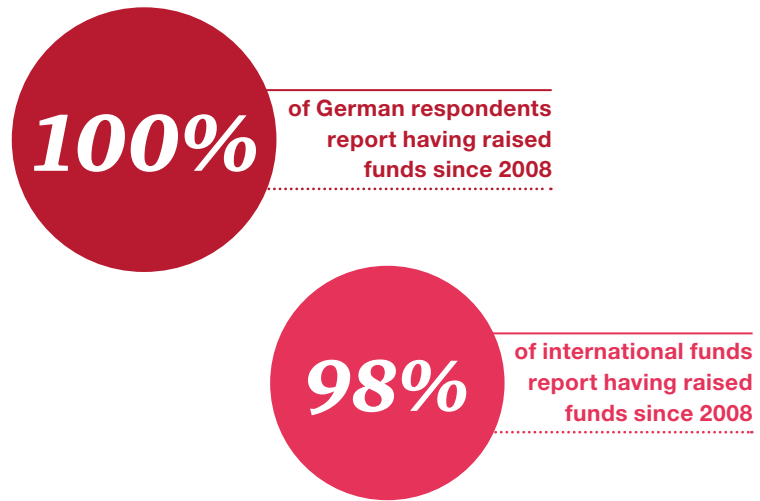 100%
of German respondents
report having raised
funds since 2008
98%
of international funds
report having raised
funds since 2008